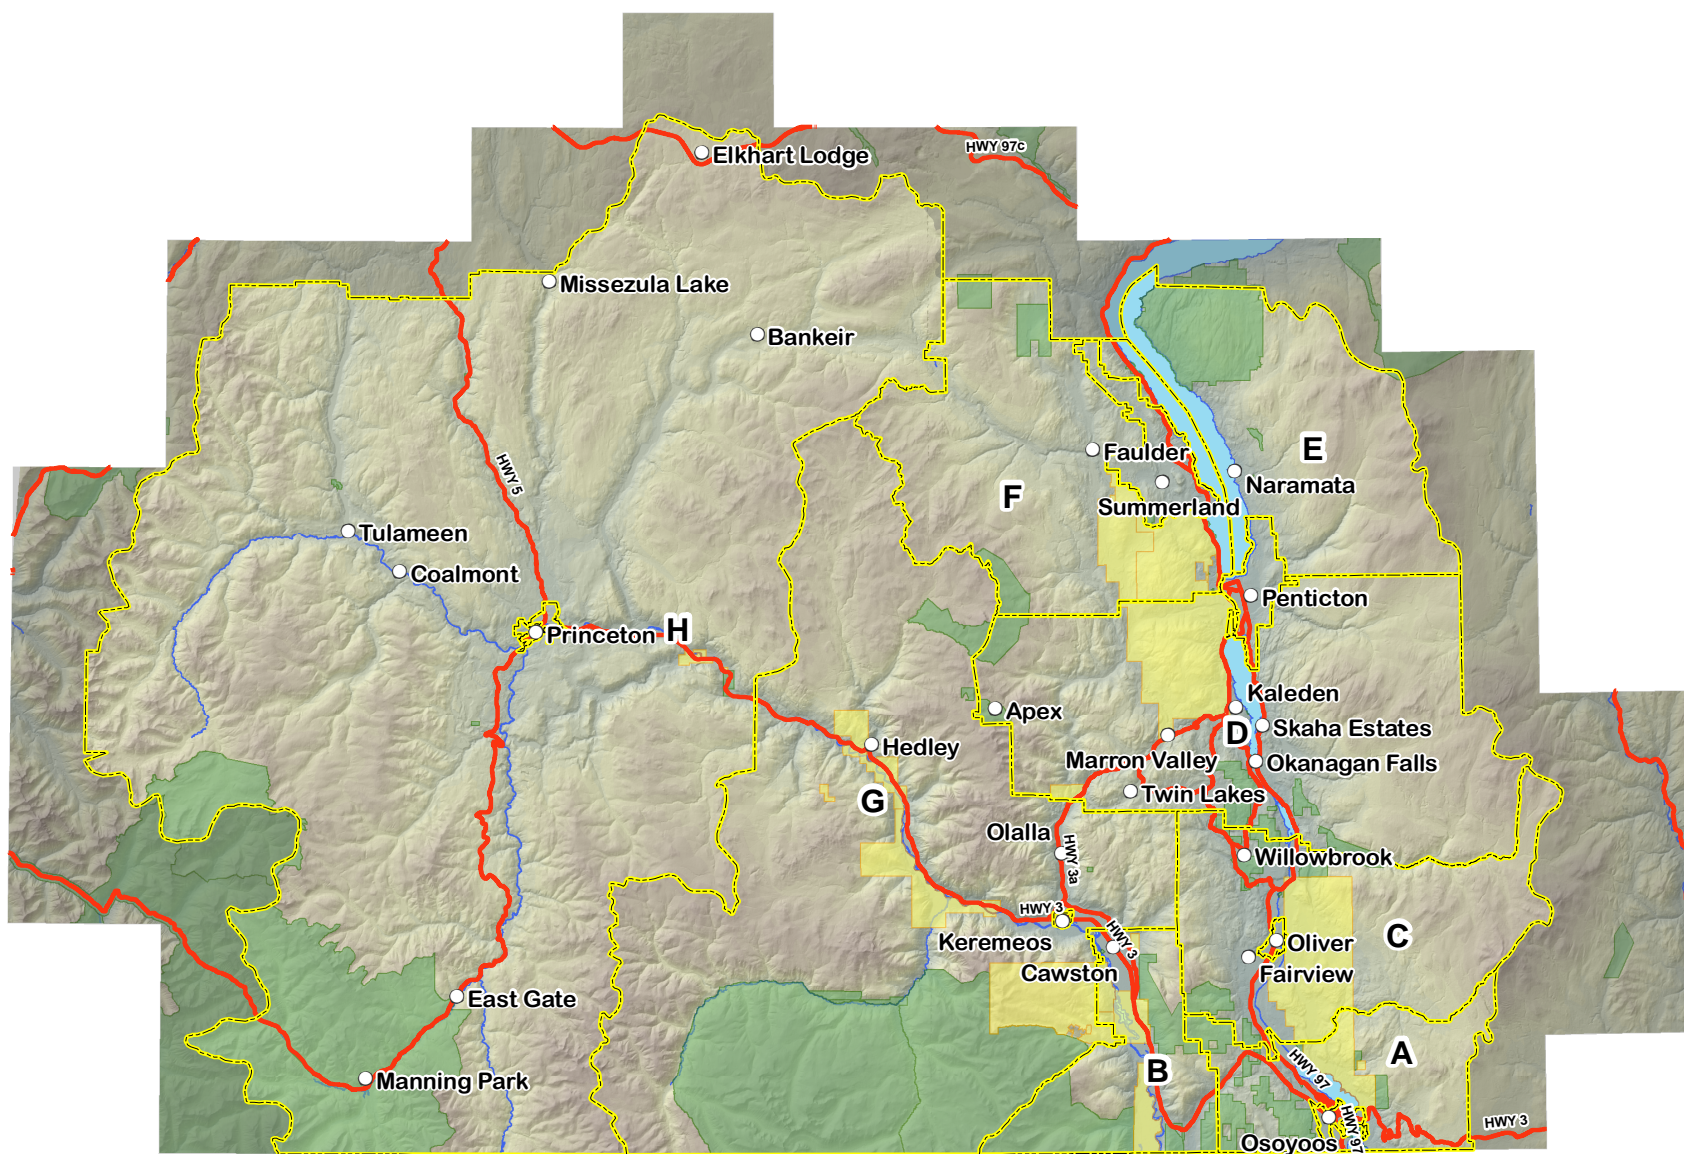 Elkhart Lodge
HWY 97c
Missezula Lake
Bankeir
HWY 5
Faulder
E
Naramata
F
Summerland
Tulameen
Coalmont
Penticton
Princeton
H
Kaleden
Apex
Skaha Estates
D
Hedley
Marron Valley
Okanagan Falls
Twin Lakes
G
Olalla
HWY 3a
Willowbrook
HWY 3
Keremeos
HWY 3
Oliver
C
Cawston
Fairview
East Gate
A
B
HWY 97
Manning Park
HWY 3
Osoyoos
HWY 97